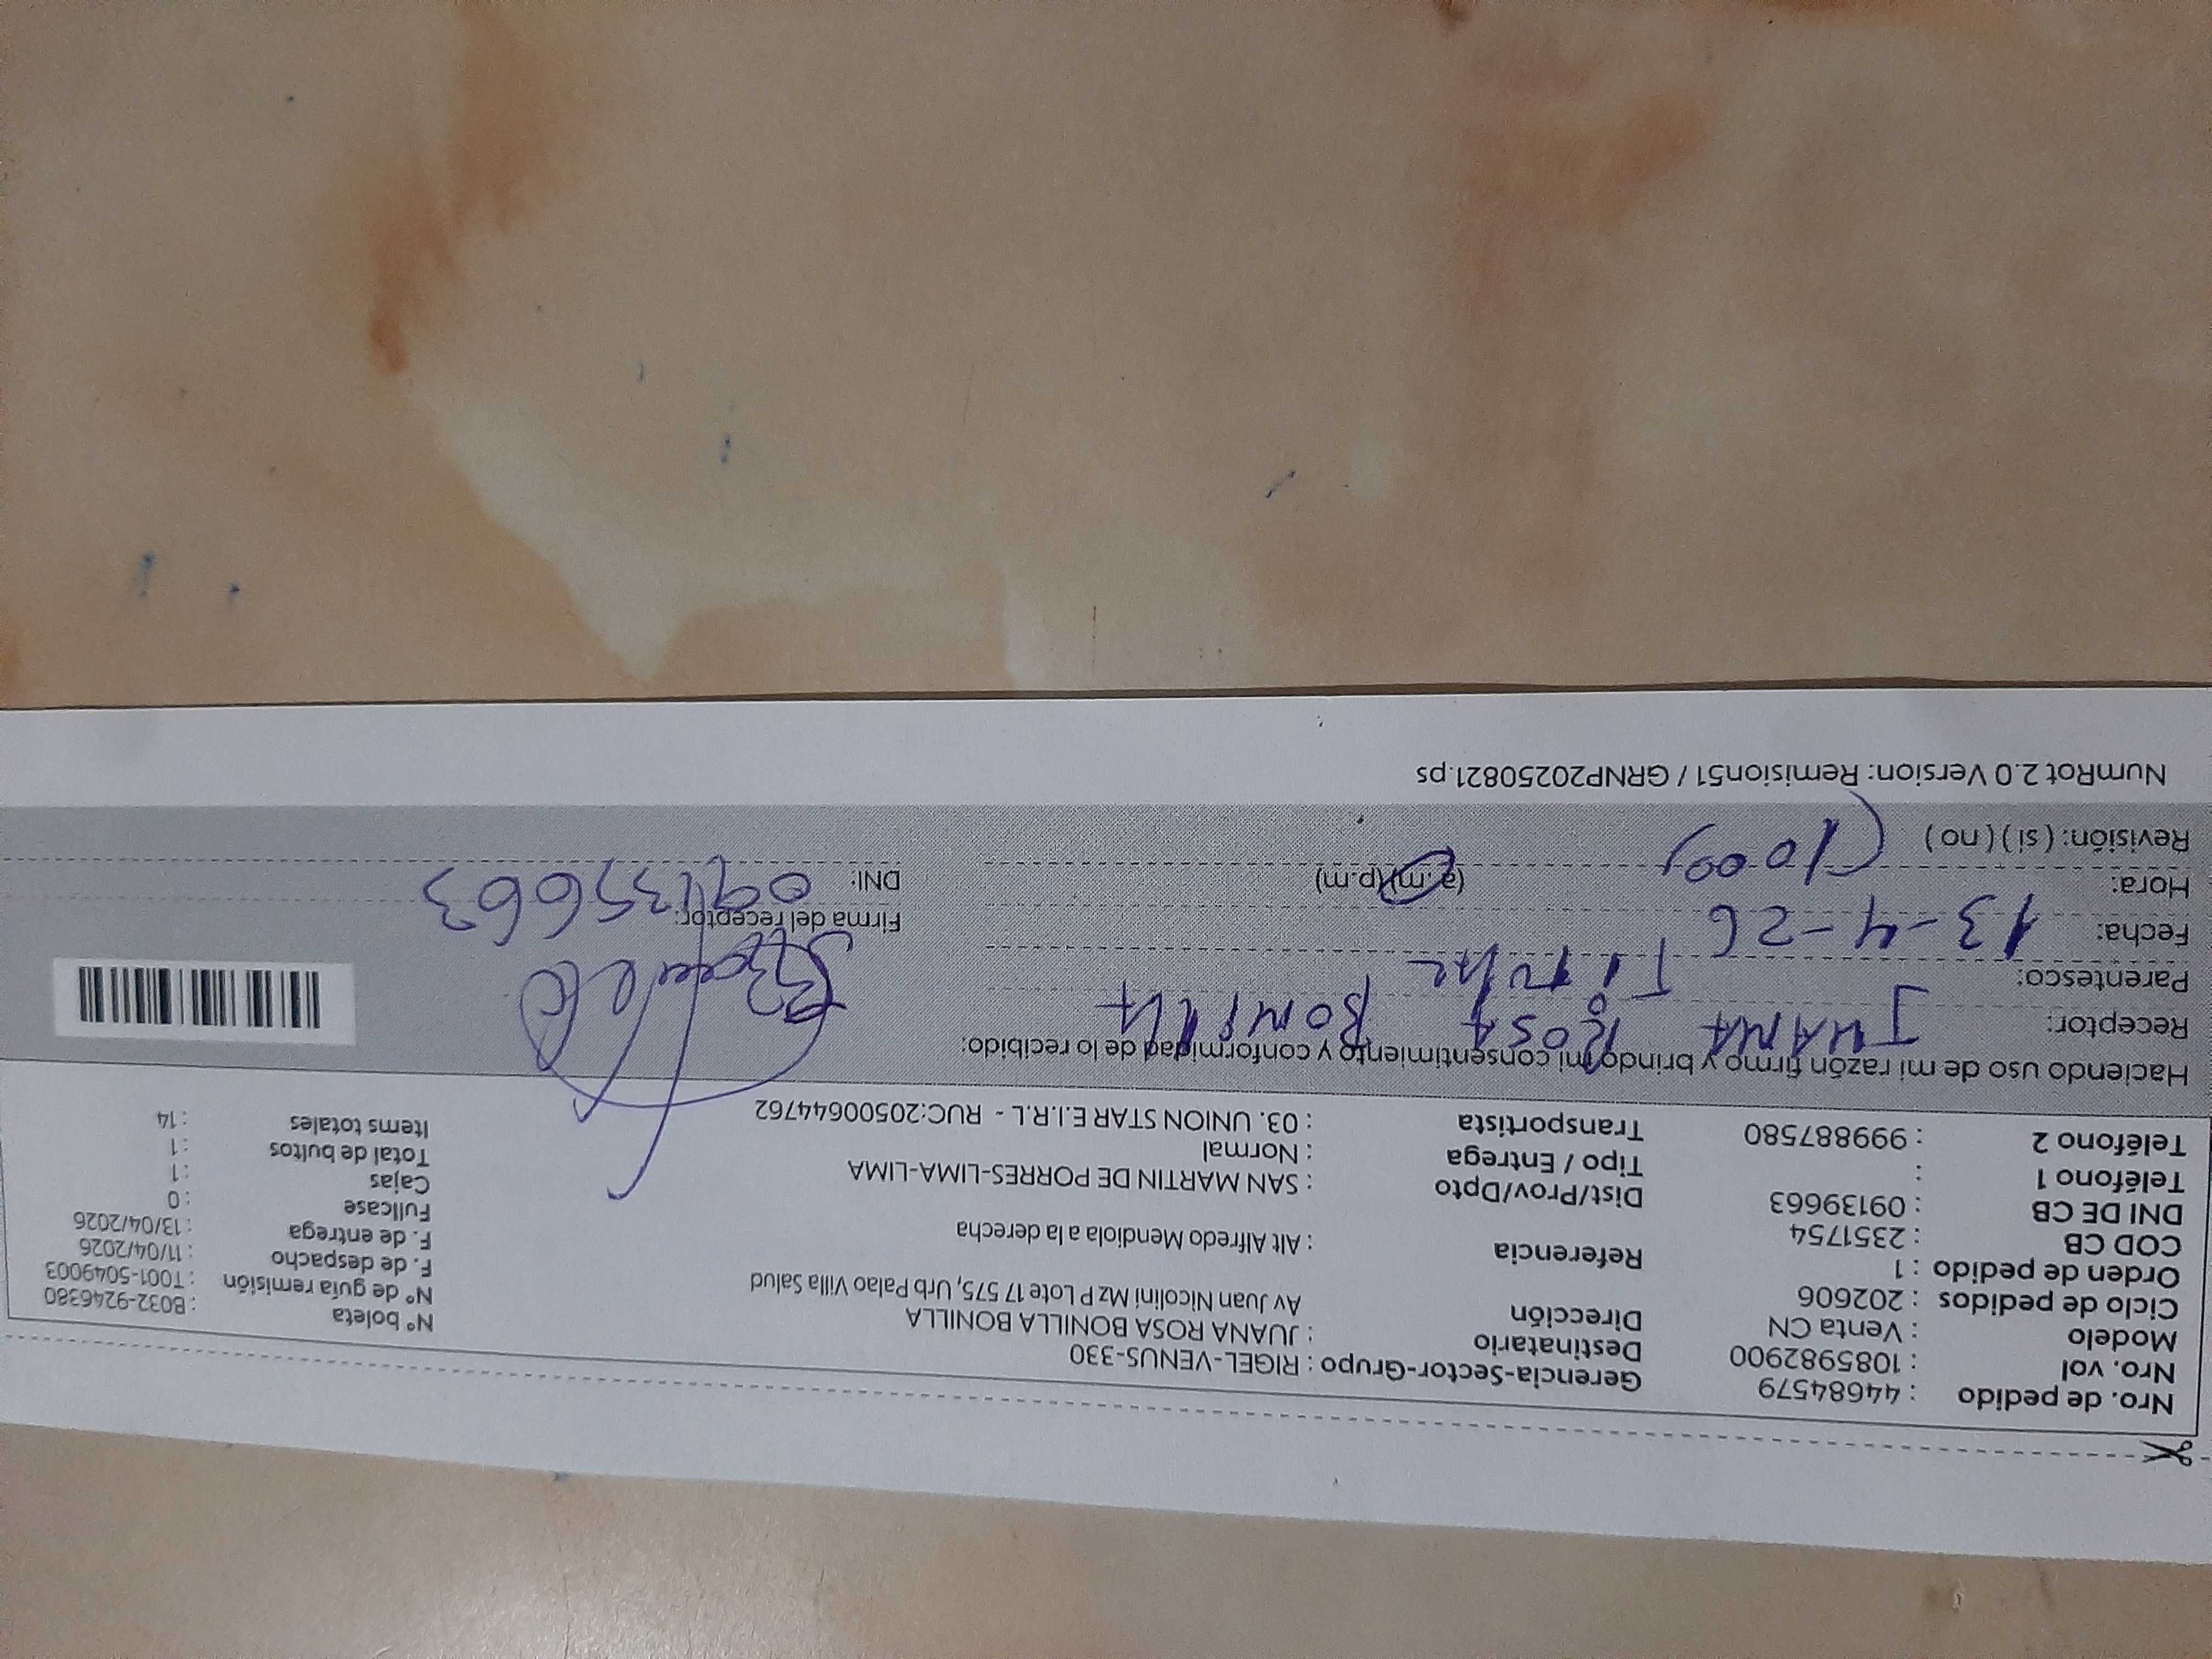 Nro. de pedido : 44684579 Gerencia-Sector-Grupo : RIGEL-VENUS-330 Nº boleta : B032-9246380
Nro. vol : 1085982900 Destinatario : JUANA ROSA BONILLA BONILLA Nº de guía remisión : T001-5049003
Modelo : Venta CN Dirección Av Juan Nicolini Mz P Lote 17 575, Urb Palao Villa Salud F. de despacho : 11/04/2026
Ciclo de pedidos : 202606 F. de entrega : 13/04/2026
Orden de pedido : 1 Referencia : Alt Alfredo Mendiola a la derecha Fullcase : 0
COD CB : 2351754 Cajas : 1
DNI DE CB : 09139663 Dist/Prov/Dpto : SAN MARTIN DE PORRES-LIMA-LIMA Total de bultos : 1
Teléfono 1 : Tipo / Entrega : Normal Items totales : 14
Teléfono 2 : 999887580 Transportista : 03. UNION STAR E.I.R.L - RUC:20500644762
Haciendo uso de mi razón firmo y brindo mi consentimiento y conformidad de lo recibido:
Receptor: JUANA ROSA BONILLA
Parentesco: Titular
Fecha: 13-4-26 Firma del receptor:
Hora: 10:00 (a.m) (p.m) DNI:
Revisión: ( si ) ( no )
NumRot 2.0 Version: Remision51 / GRNP20250821.ps